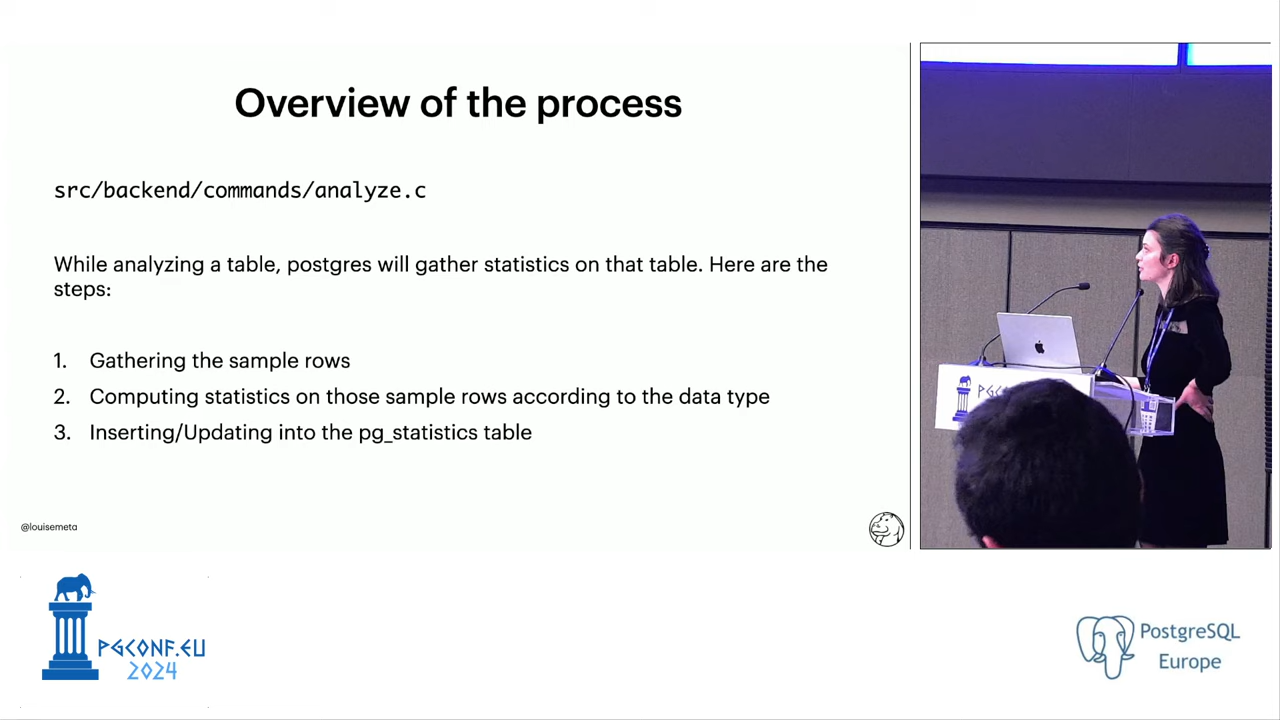 Overview of the process
src/backend/commands/analyze.c
While analyzing a table, postgres will gather statistics on that table. Here are the
steps:
1. Gathering the sample rows
2. Computing statistics on those sample rows according to the data type
3. Inserting/Updating into the pg_statistics table
@louisemeta
PGCONF.EU
2024
PostgreSQL
Europe